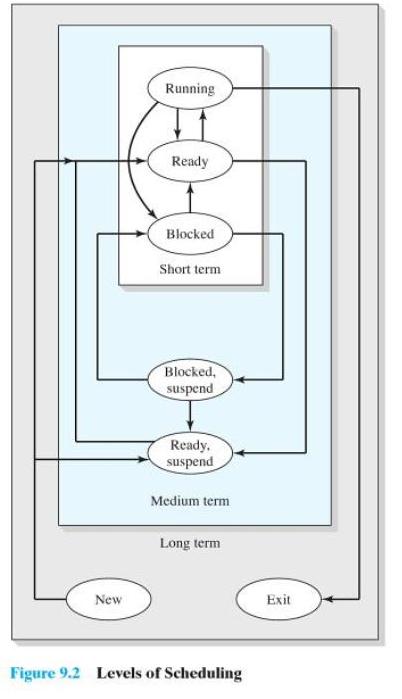 Running
Ready
Blocked
Short term
Blocked,
suspend
Ready,
suspend
Medium term
Long term
New
Exit
Figure 9.2 Levels of Scheduling